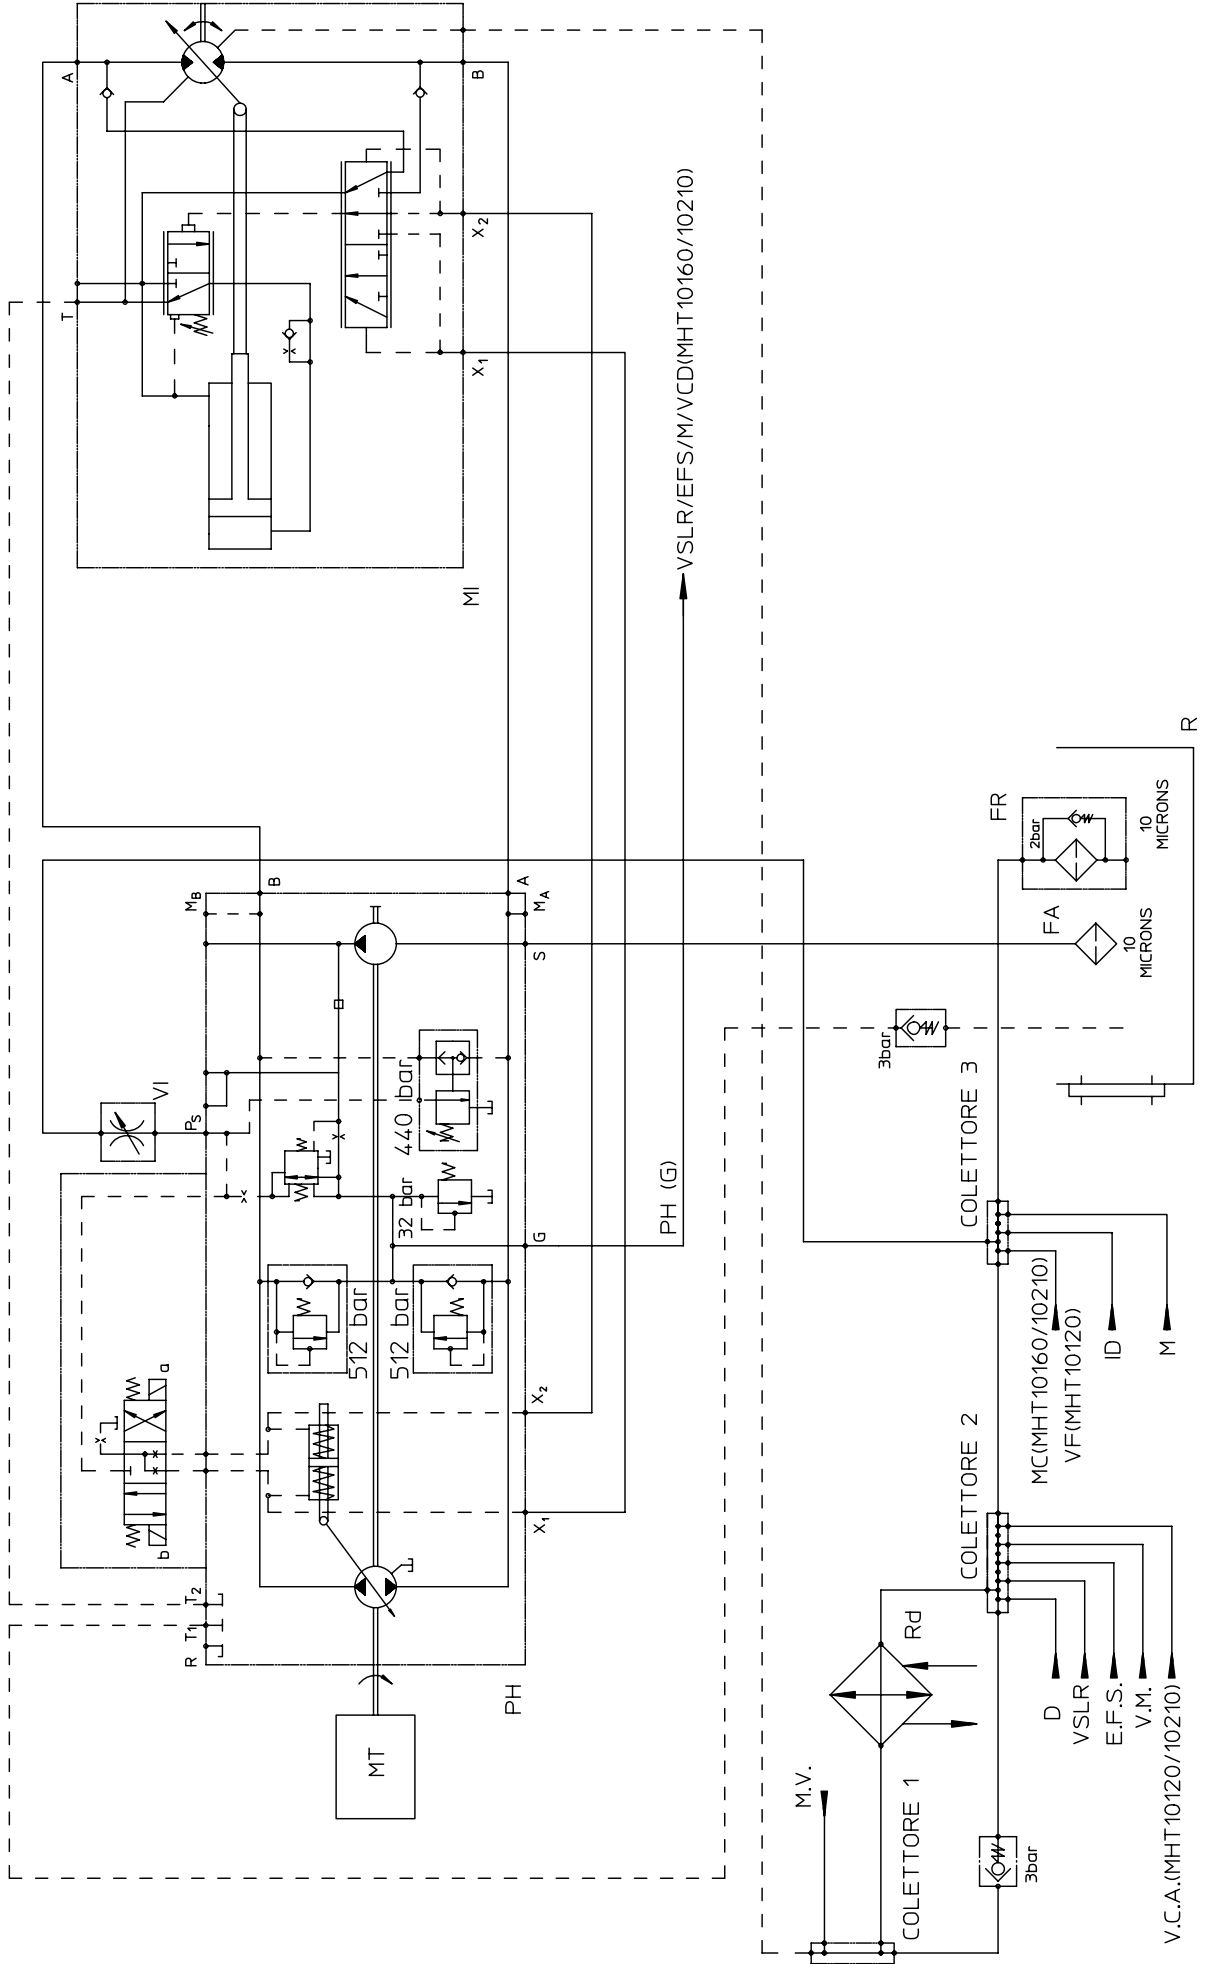 A
B
T
X2
X1
MI
VSLR/EFS/M/VCD(MHT10160/10210)
MB
B
A
MA
S
VI
PS
440 bar
32 bar
G
PH (G)
512 bar
512 bar
X2
X1
a
b
T2
T1
R
PH
MT
R
FR
2bar
10
MICRONS
FA
10
MICRONS
3bar
COLETTORE 3
MC(MHT10160/10210)
VF(MHT10120)
ID
M
COLETTORE 2
Rd
D
VSLR
E.F.S.
V.M.
V.C.A.(MHT10120/10210)
M.V.
COLETTORE 1
3bar